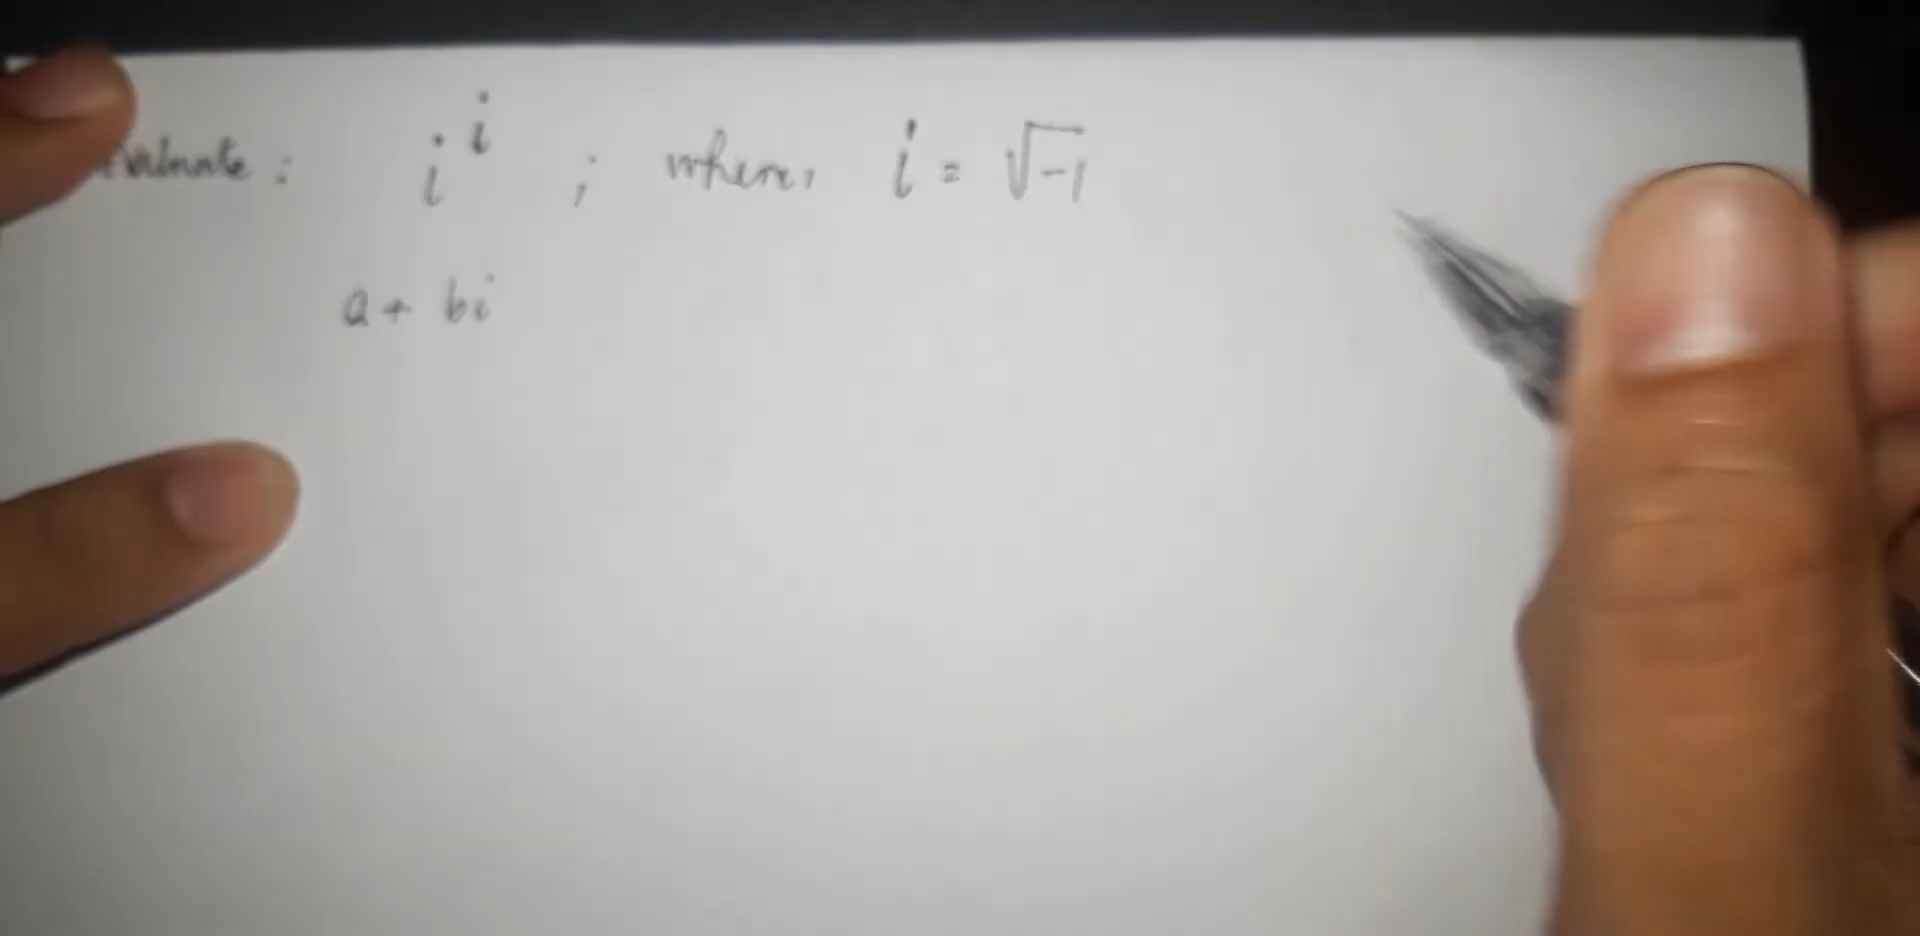 valuate : i^i ; where, i = √-1
a + bi